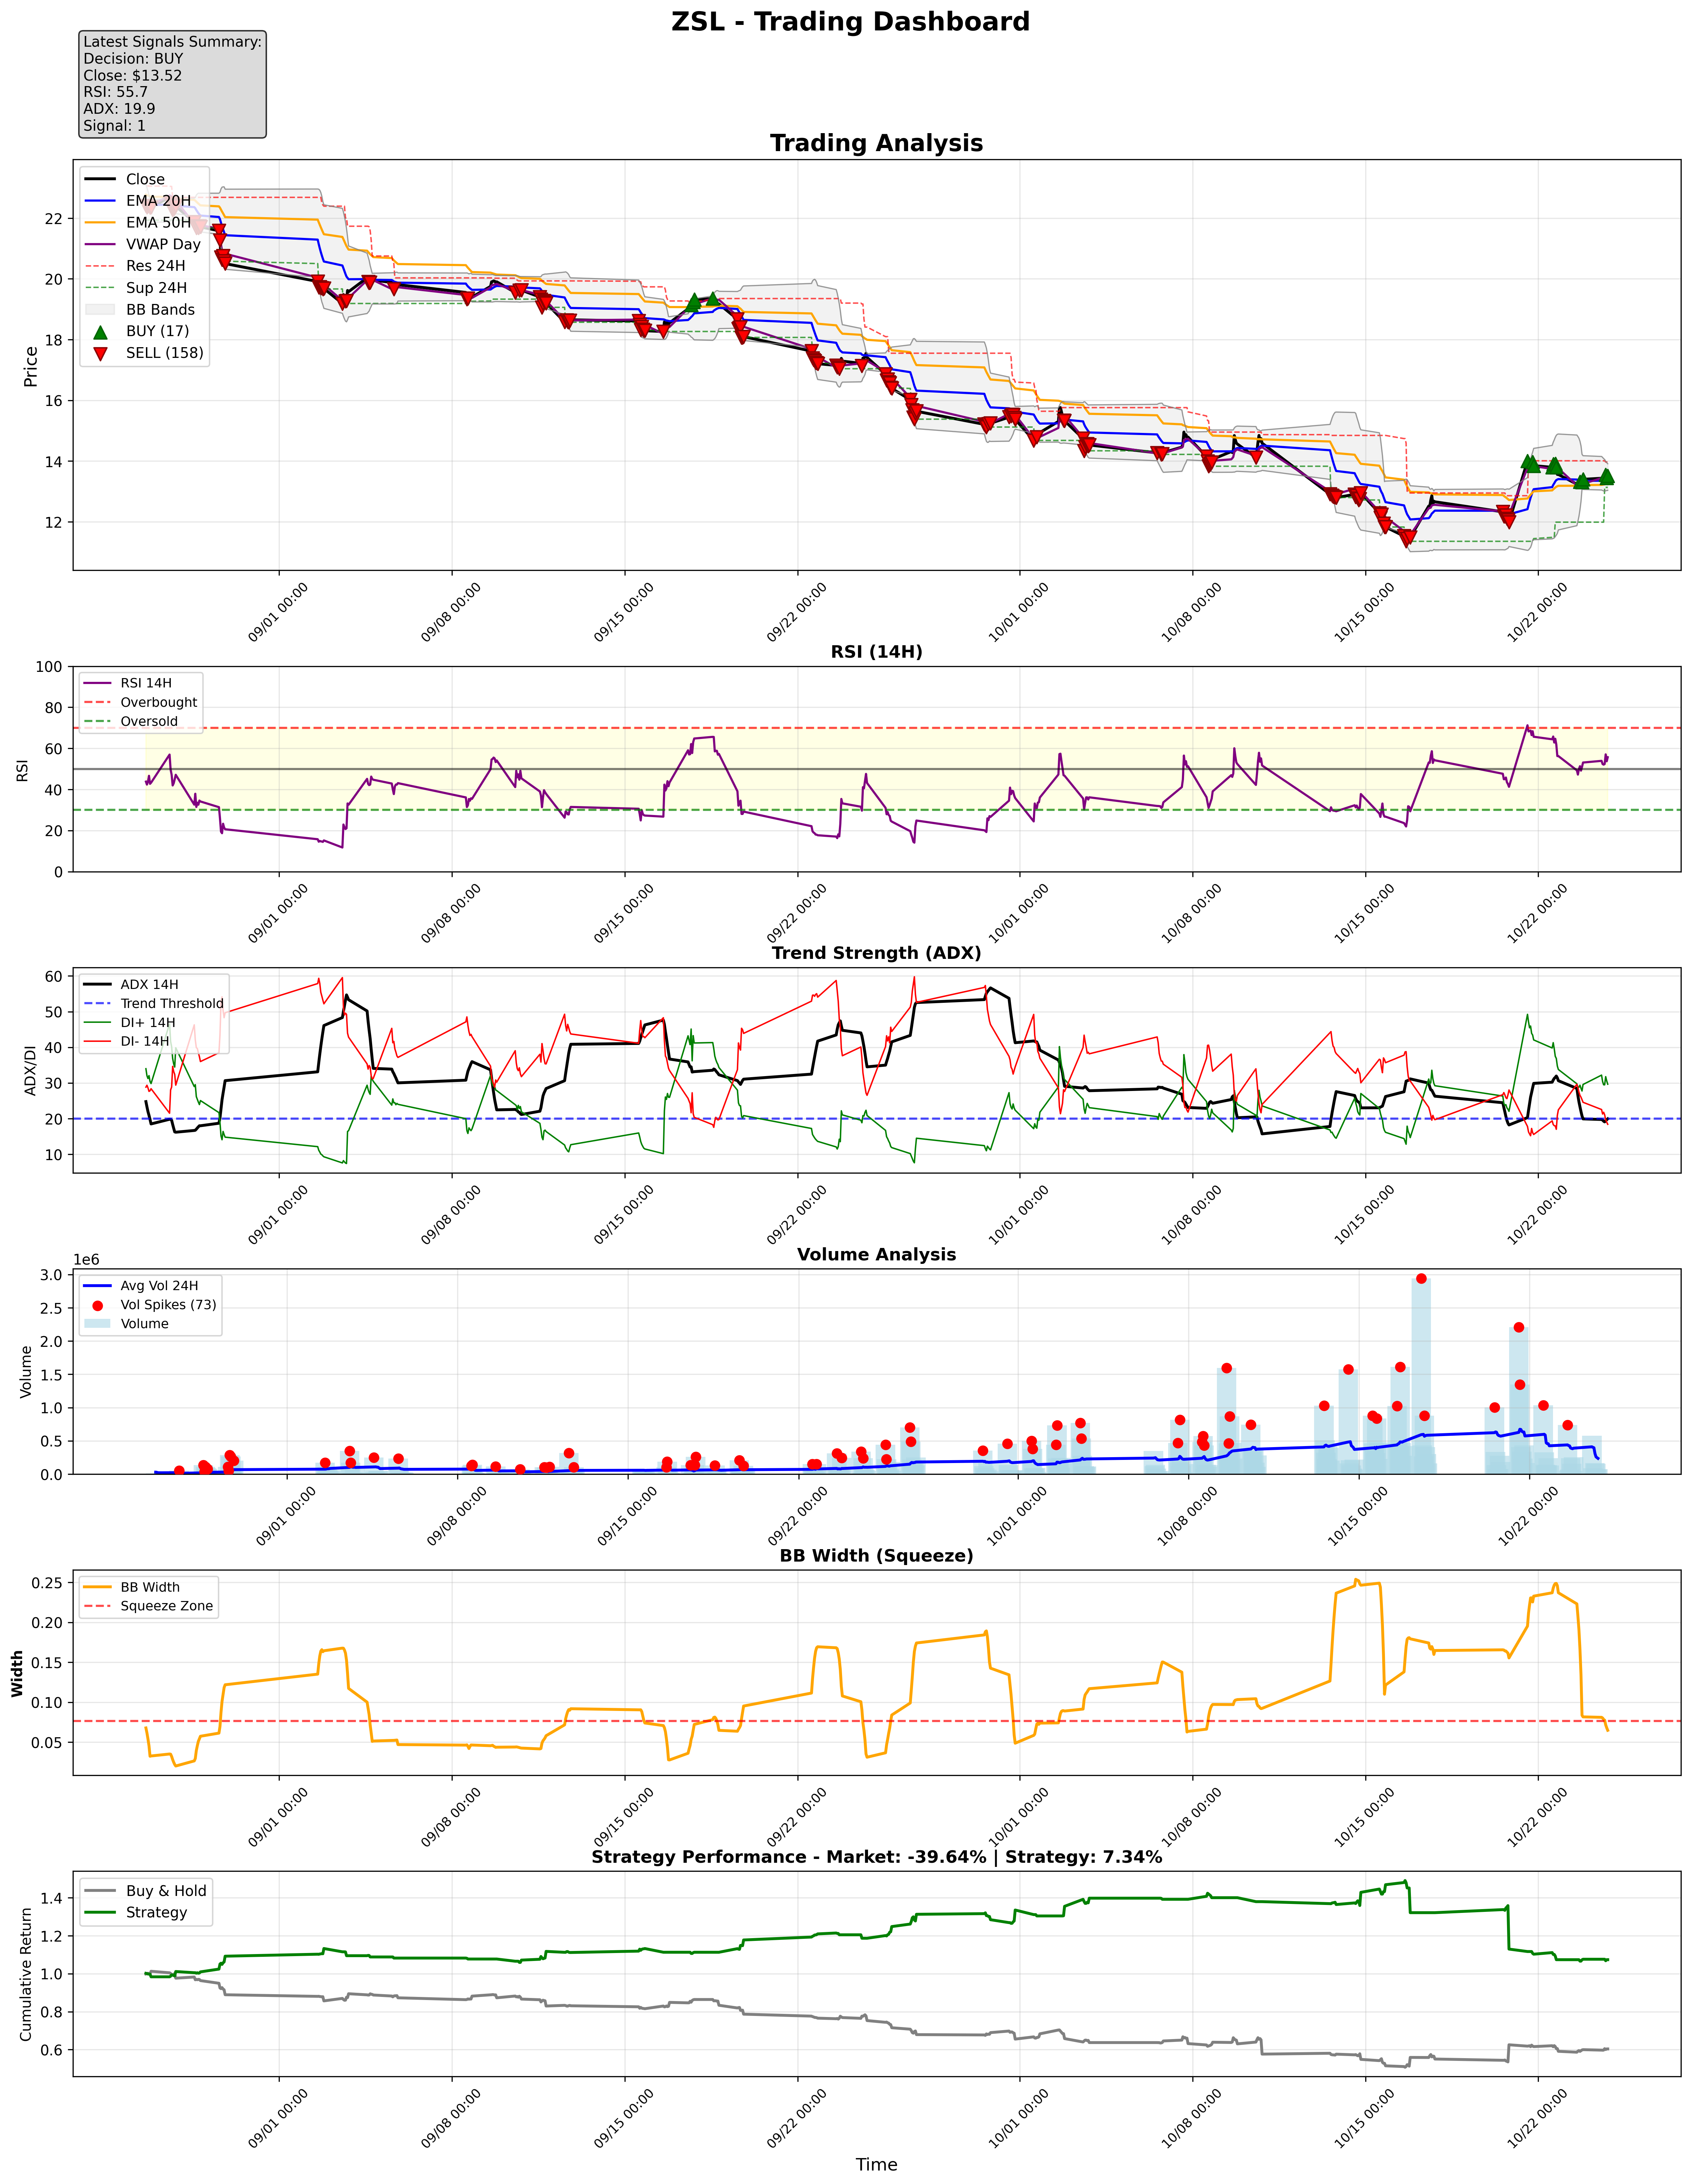 ZSL - Trading Dashboard
Latest Signals Summary:
Decision: BUY
Close: $13.52
RSI: 55.7
ADX: 19.9
Signal: 1
Trading Analysis
Close
EMA 20H
EMA 50H
VWAP Day
Res 24H
Sup 24H
BB Bands
BUY (17)
SELL (158)
Price
22
20
18
16
14
12
09/01 00:00
09/08 00:00
09/15 00:00
09/22 00:00
10/01 00:00
10/08 00:00
10/15 00:00
10/22 00:00
RSI (14H)
RSI 14H
Overbought
Oversold
RSI
100
80
60
40
20
0
09/01 00:00
09/08 00:00
09/15 00:00
09/22 00:00
10/01 00:00
10/08 00:00
10/15 00:00
10/22 00:00
Trend Strength (ADX)
ADX 14H
Trend Threshold
DI+ 14H
DI- 14H
ADX/DI
60
50
40
30
20
10
09/01 00:00
09/08 00:00
09/15 00:00
09/22 00:00
10/01 00:00
10/08 00:00
10/15 00:00
10/22 00:00
Volume Analysis
1e6
Avg Vol 24H
Vol Spikes (73)
Volume
Volume
3.0
2.5
2.0
1.5
1.0
0.5
0.0
09/01 00:00
09/08 00:00
09/15 00:00
09/22 00:00
10/01 00:00
10/08 00:00
10/15 00:00
10/22 00:00
BB Width (Squeeze)
BB Width
Squeeze Zone
Width
0.25
0.20
0.15
0.10
0.05
09/01 00:00
09/08 00:00
09/15 00:00
09/22 00:00
10/01 00:00
10/08 00:00
10/15 00:00
10/22 00:00
Strategy Performance - Market: -39.64% | Strategy: 7.34%
Buy & Hold
Strategy
Cumulative Return
1.4
1.2
1.0
0.8
0.6
09/01 00:00
09/08 00:00
09/15 00:00
09/22 00:00
10/01 00:00
10/08 00:00
10/15 00:00
10/22 00:00
Time